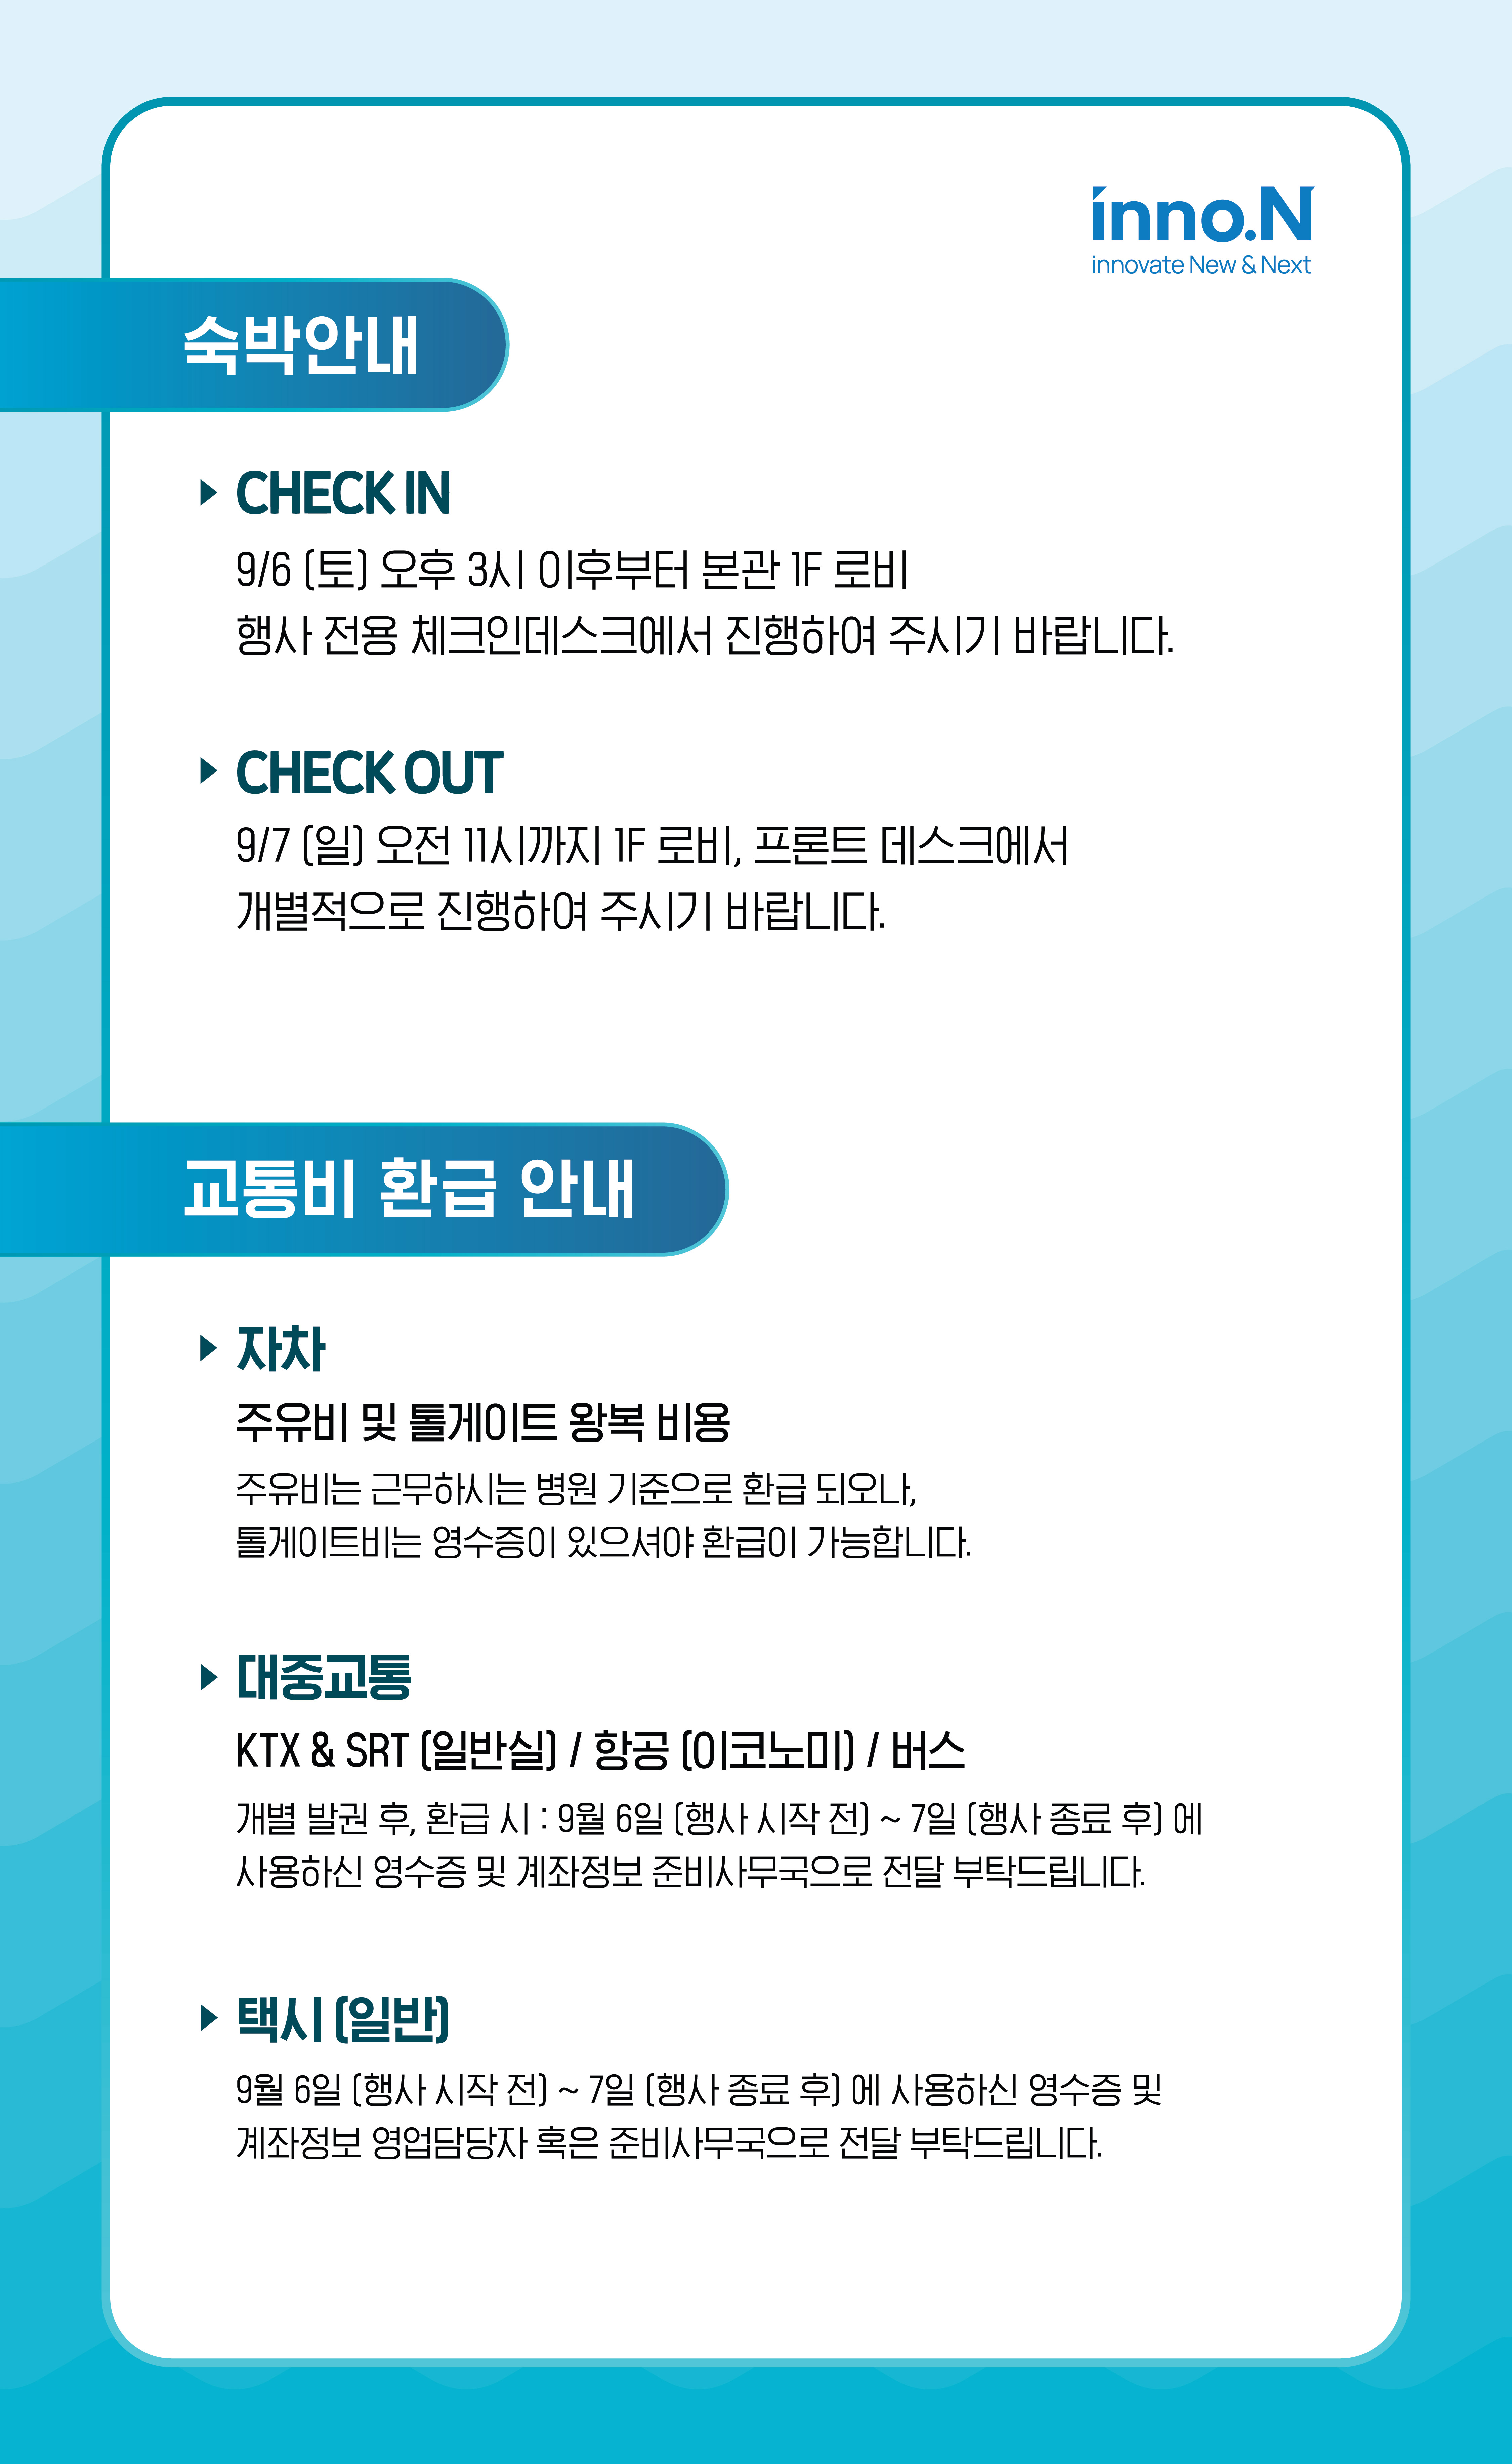 inno.N
innovate New & Next
숙박안내
CHECK IN
9/6 (토) 오후 3시 이후부터 본관 1F 로비
행사 전용 체크인데스크에서 진행하여 주시기 바랍니다.
CHECK OUT
9/7 (일) 오전 11시까지 1F 로비, 프론트 데스크에서
개별적으로 진행하여 주시기 바랍니다.
교통비 환급 안내
자차
주유비 및 톨게이트 왕복 비용
주유비는 근무하시는 병원 기준으로 환급 되오나,
톨게이트비는 영수증이 있으셔야 환급이 가능합니다.
대중교통
KTX & SRT (일반실) / 항공 (이코노미) / 버스
개별 발권 후, 환급 시 : 9월 6일 (행사 시작 전) ~ 7일 (행사 종료 후) 에
사용하신 영수증 및 계좌정보 준비사무국으로 전달 부탁드립니다.
택시 (일반)
9월 6일 (행사 시작 전) ~ 7일 (행사 종료 후) 에 사용하신 영수증 및
계좌정보 영업담당자 혹은 준비사무국으로 전달 부탁드립니다.